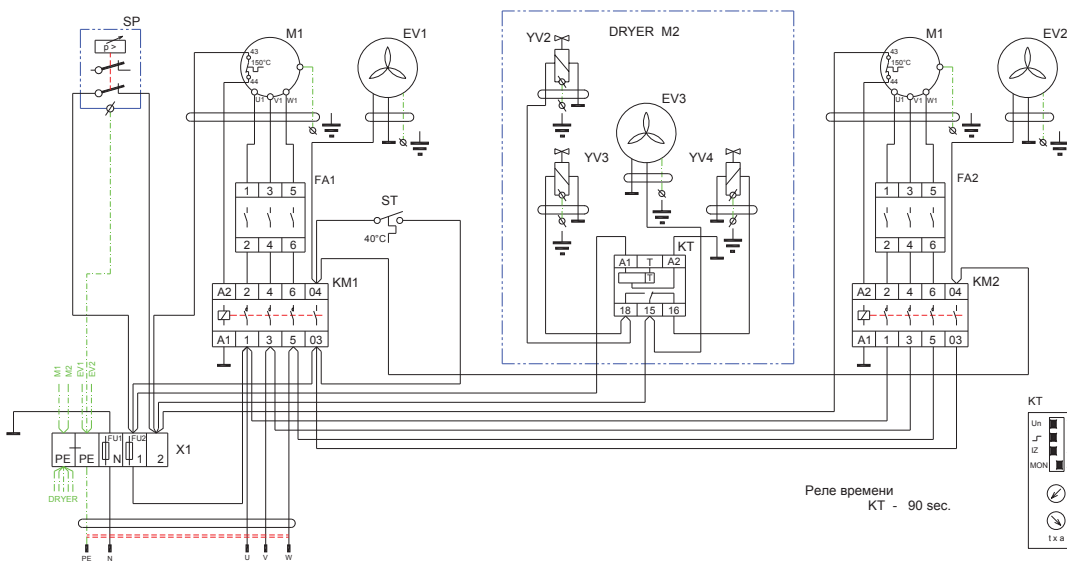 SP
p >
M1
43
150°C
44
U1 V1 W1
EV1
DRYER M2
YV2
EV3
YV3
YV4
M1
43
150°C
44
U1 V1 W1
EV2
FA1
1 3 5
2 4 6
ST
40°C
FA2
1 3 5
2 4 6
KT
A1 T A2
T
18 15 16
KM1
A2 2 4 6 04
A1 1 3 5 03
KM2
A2 2 4 6 04
A1 1 3 5 03
M1
M2
EV1
EV2
FU1
FU2
PE PE N 1 2
X1
DRYER
PE N U V W
Реле времени
KT - 90 sec.
KT
Un
IZ
MON
t x a